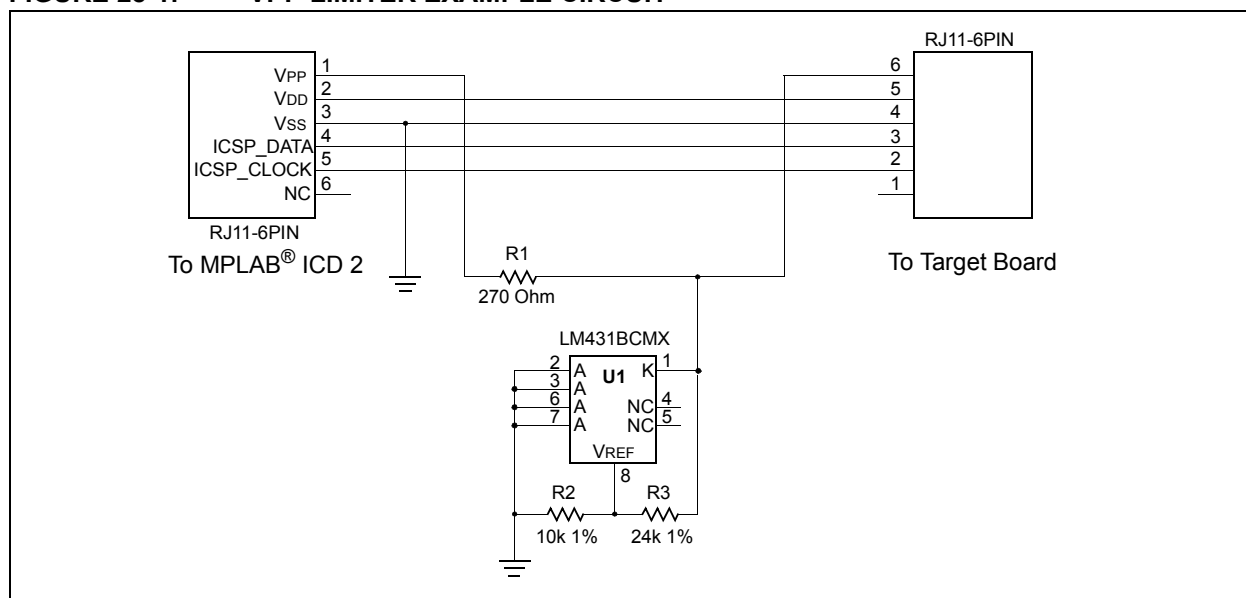 FIGURE VPP LIMITER EXAMPLE CIRCUIT
RJ11-6PIN
VPP 1
VDD 2
VSS 3
ICSP_DATA 4
ICSP_CLOCK 5
NC 6
RJ11-6PIN
To MPLAB® ICD 2
6
5
4
3
2
1
To Target Board
R1
270 Ohm
LM431BCMX
2 A U1 K 1
3 A
6 A NC 4
7 A NC 5
VREF
8
R2 R3
10k 1% 24k 1%